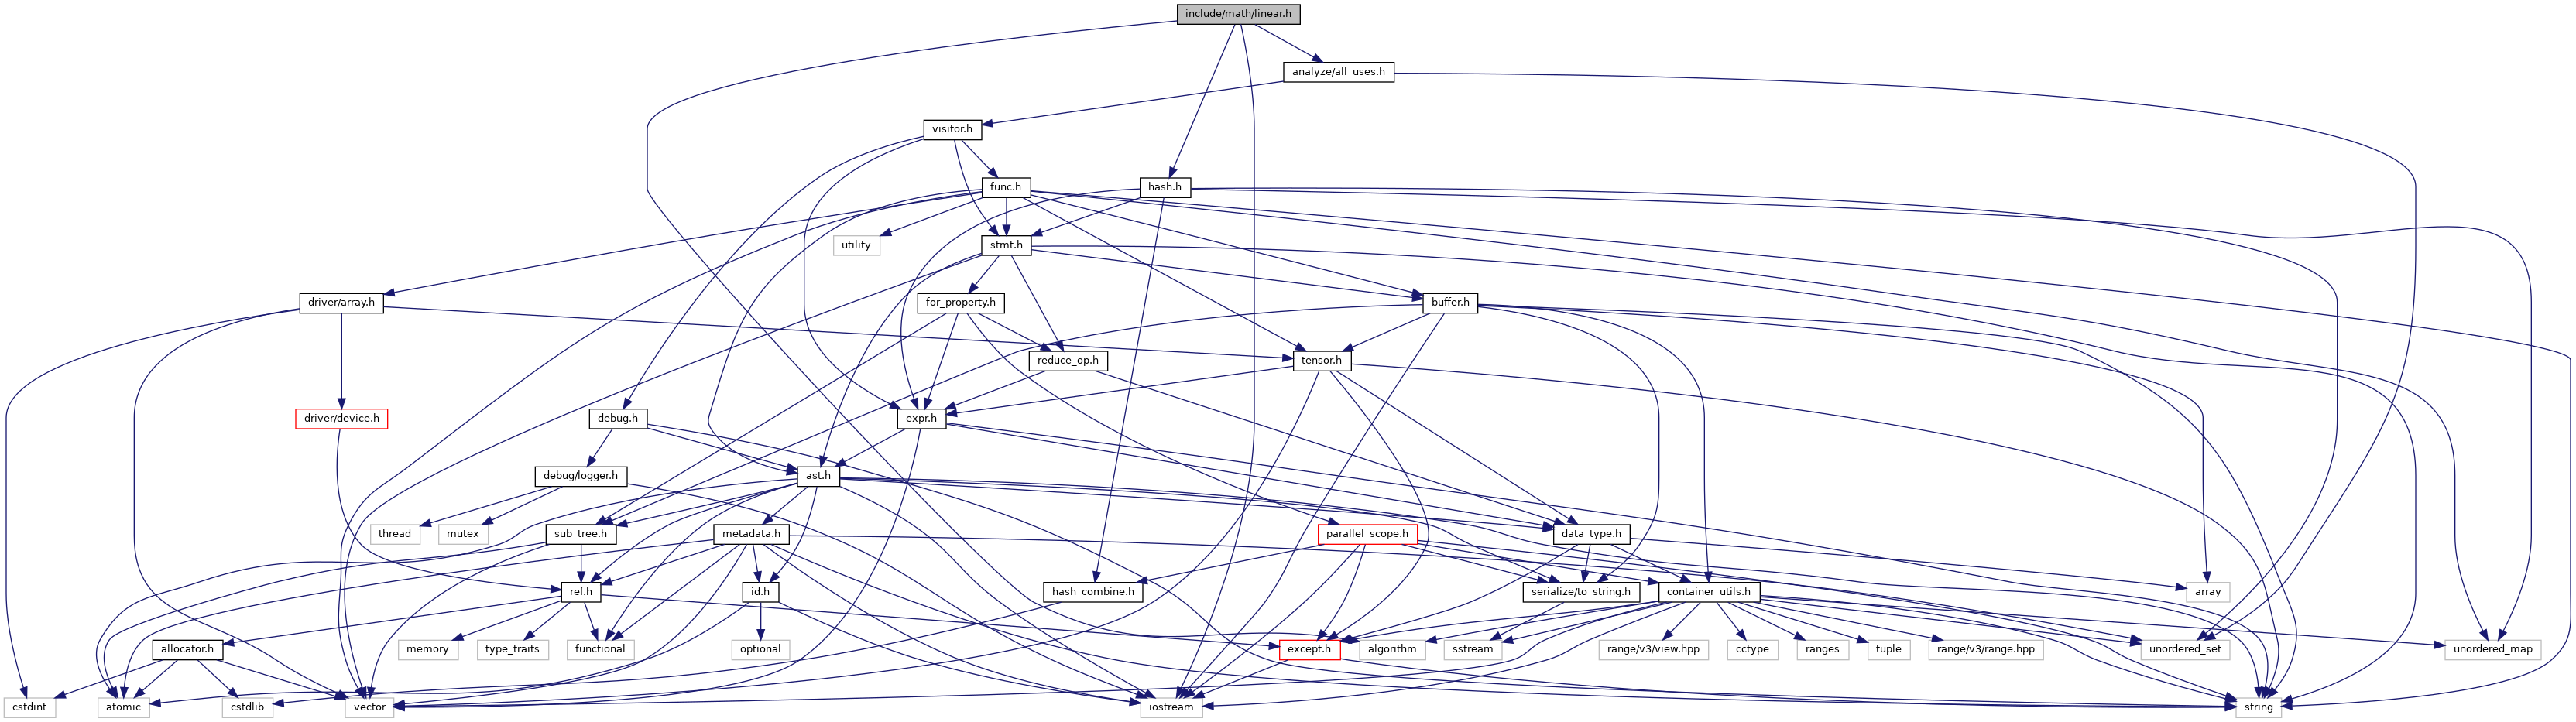 include/math/linear.h
analyze/all_uses.h
visitor.h
func.h
hash.h
utility
stmt.h
driver/array.h
for_property.h
buffer.h
reduce_op.h
tensor.h
driver/device.h
debug.h
expr.h
debug/logger.h
ast.h
thread
mutex
sub_tree.h
metadata.h
parallel_scope.h
data_type.h
ref.h
id.h
hash_combine.h
serialize/to_string.h
container_utils.h
array
allocator.h
memory
type_traits
functional
optional
except.h
algorithm
sstream
range/v3/view.hpp
cctype
ranges
tuple
range/v3/range.hpp
unordered_set
unordered_map
cstdint
atomic
cstdlib
vector
iostream
string